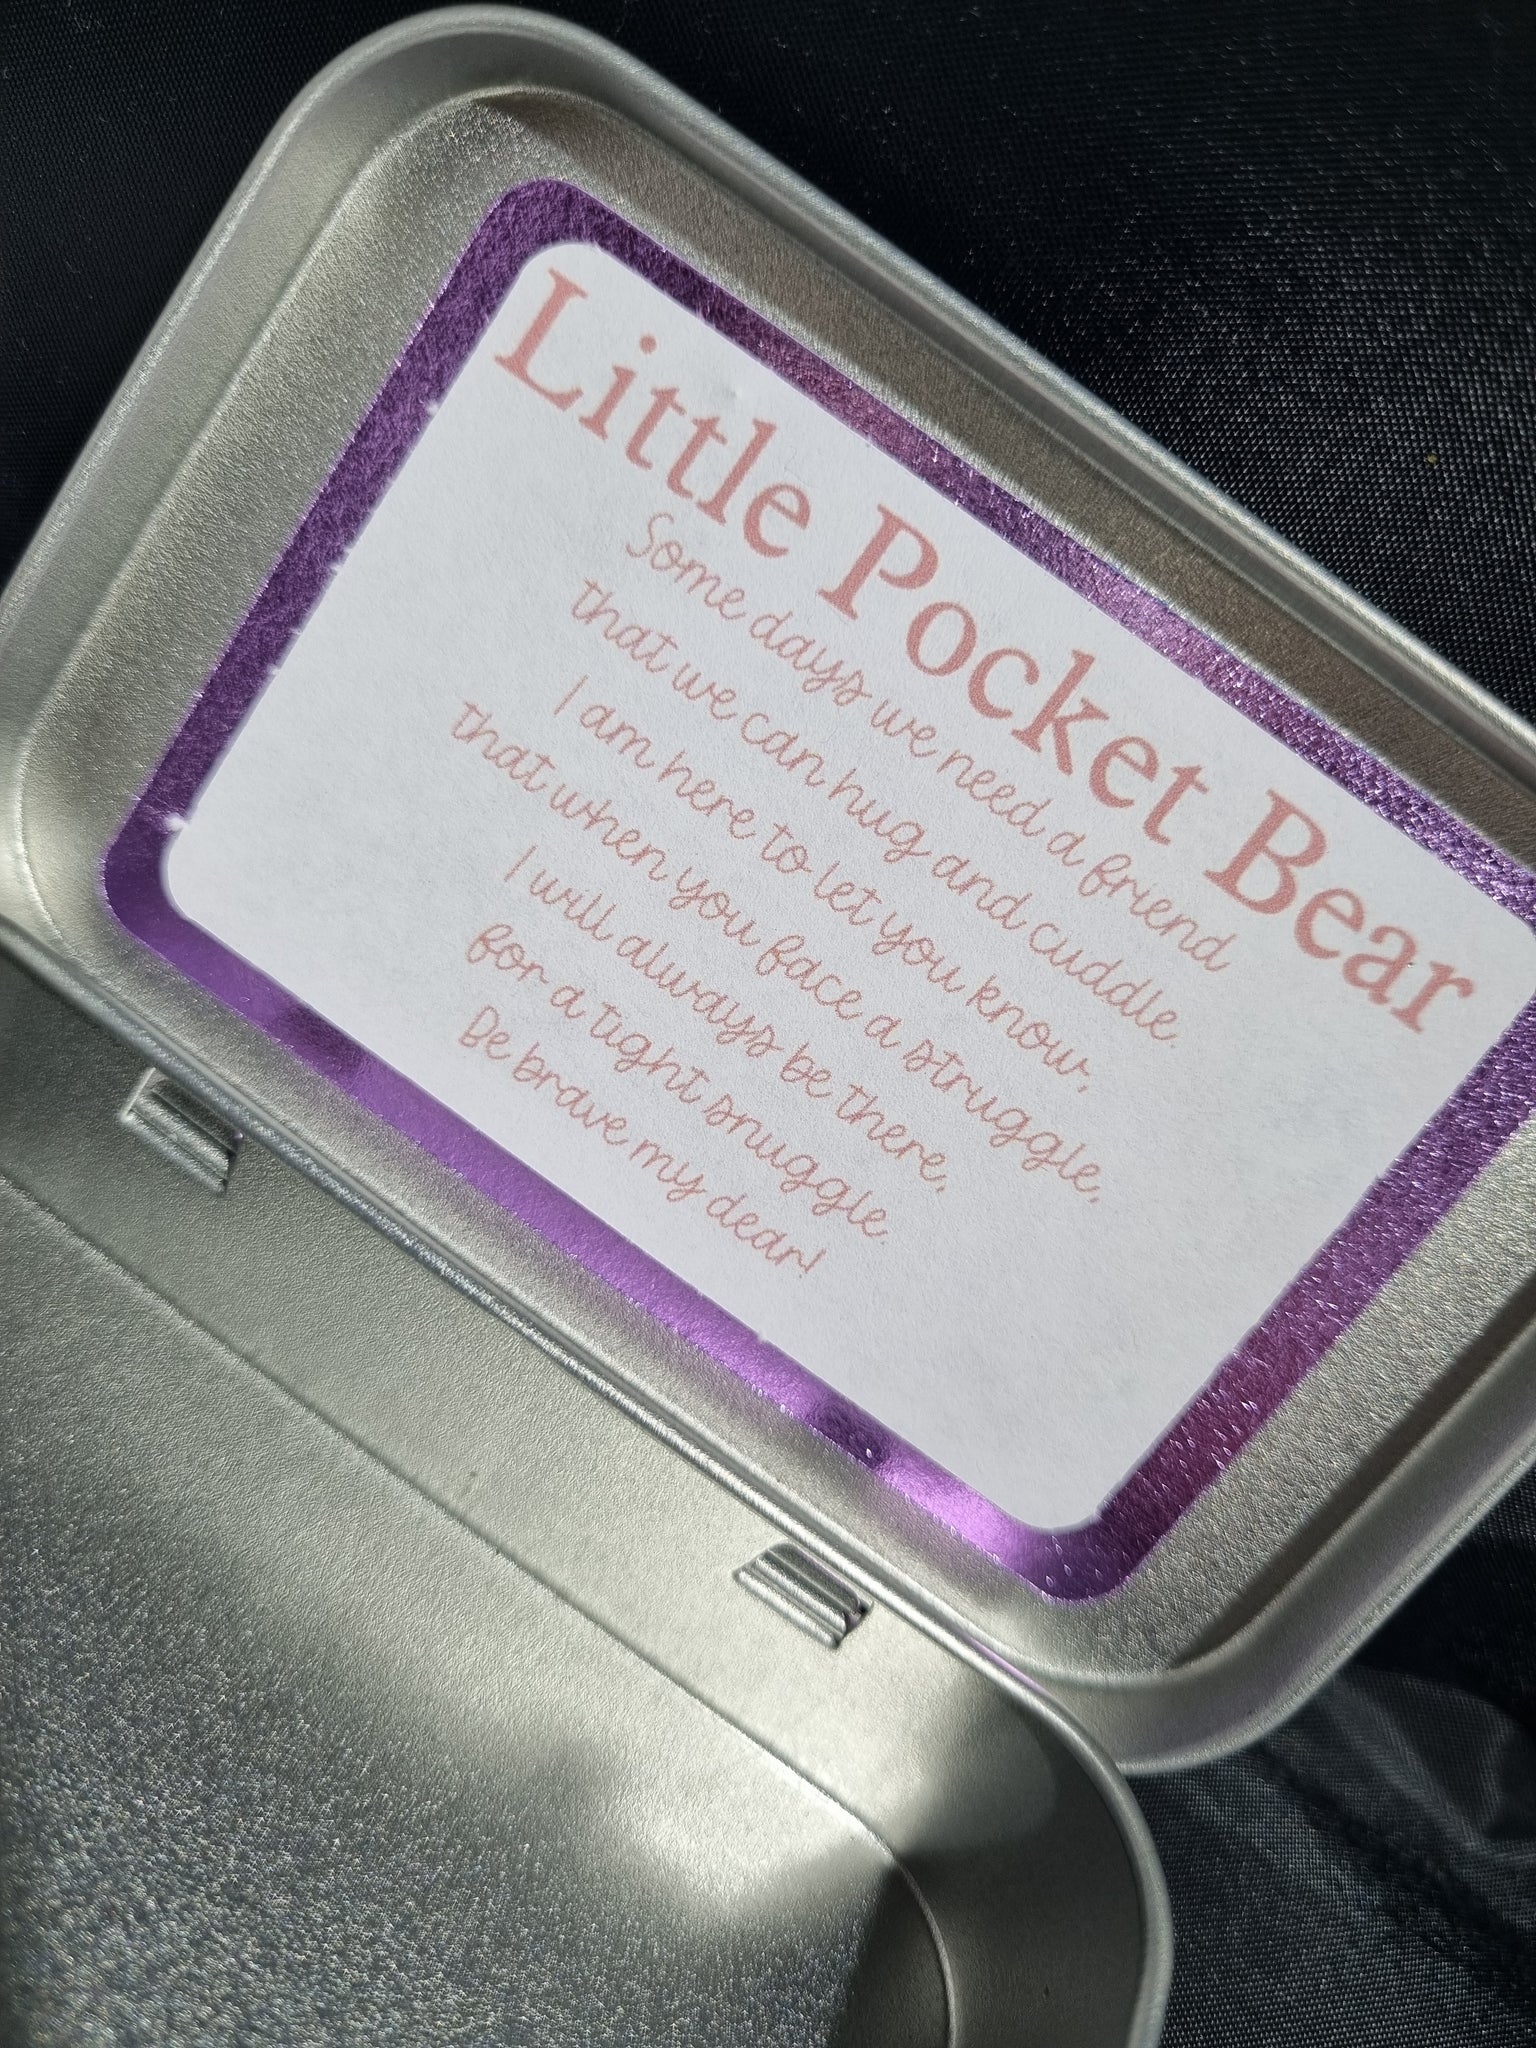 Little Pocket Bear
Some days we need a friend
that we can hug and cuddle.
I am here to let you know,
that when you face a struggle,
I will always be there,
for a tight snuggle.
Be brave my dear!